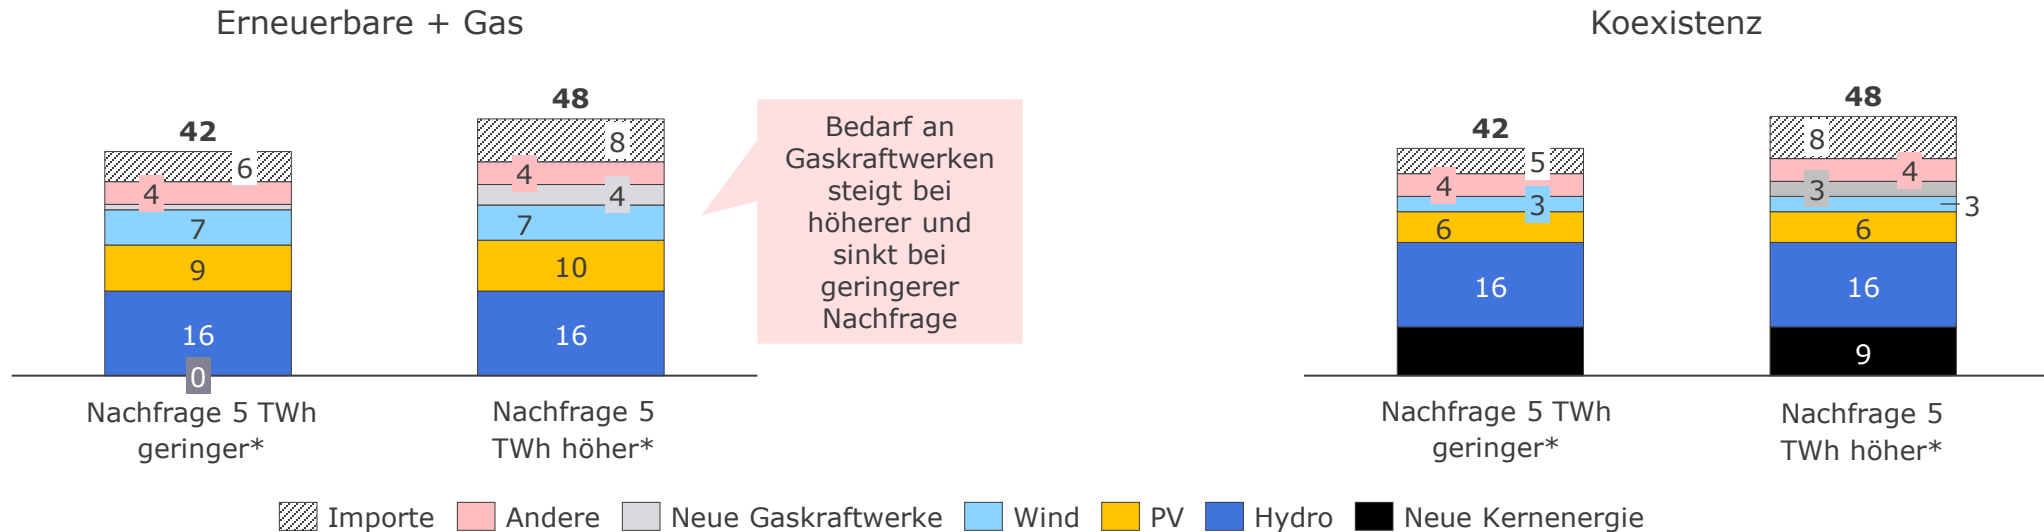 Erneuerbare + Gas
Koexistenz
42
6
4
7
9
16
0
48
8
4
4
7
10
16
Bedarf an
Gaskraftwerken
steigt bei
höherer und
sinkt bei
geringerer
Nachfrage
42
5
4
3
6
16
48
8
4
3
3
6
16
9
Nachfrage 5 TWh
geringer*
Nachfrage 5
TWh höher*
Nachfrage 5 TWh
geringer*
Nachfrage 5
TWh höher*
Importe Andere Neue Gaskraftwerke Wind PV Hydro Neue Kernenergie